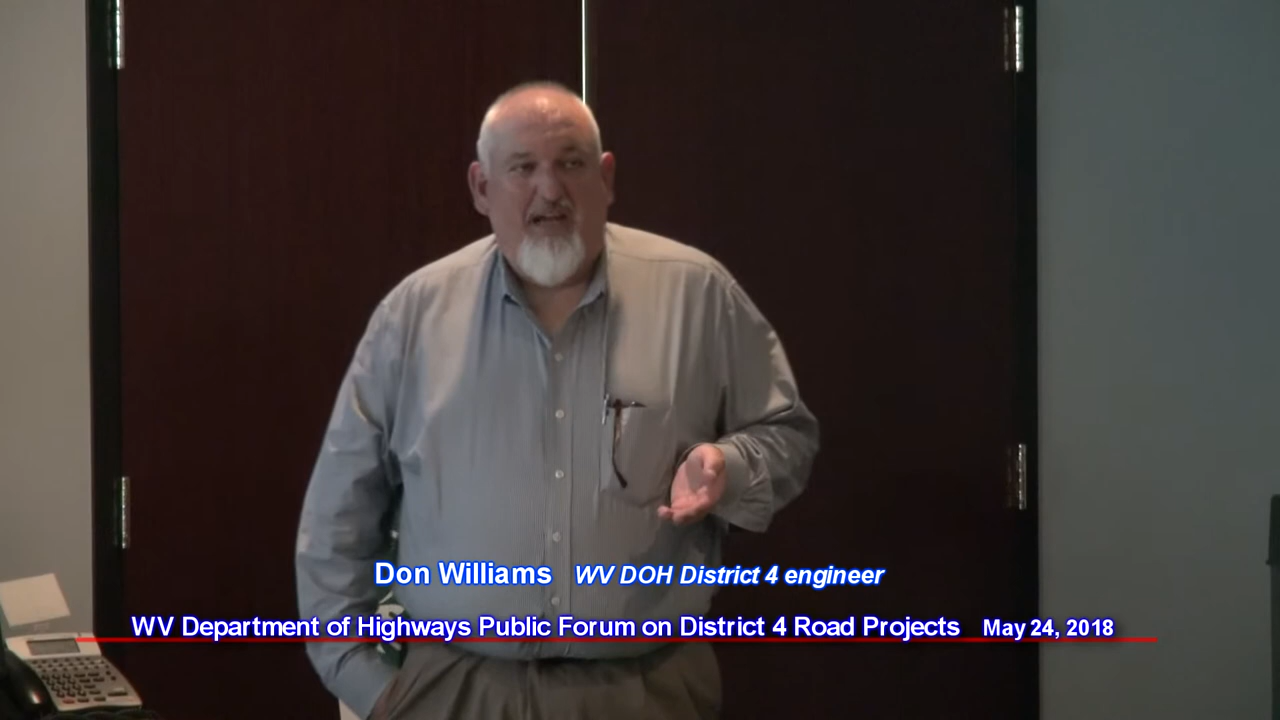 Don Williams WV DOH District 4 engineer
WV Department of Highways Public Forum on District 4 Road Projects May 24, 2018